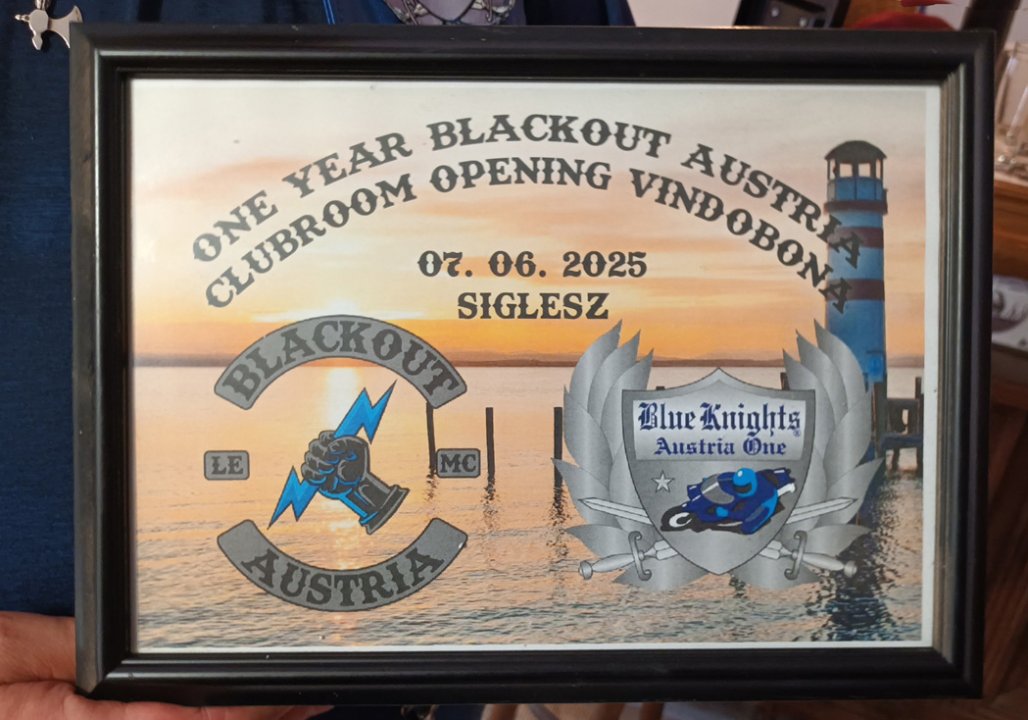 ONE YEAR BLACKOUT AUSTRIA
CLUBROOM OPENING VINDOBONA
07. 06. 2025
SIGLESZ
BLACKOUT
LE
MC
AUSTRIA
Blue Knights®
Austria One